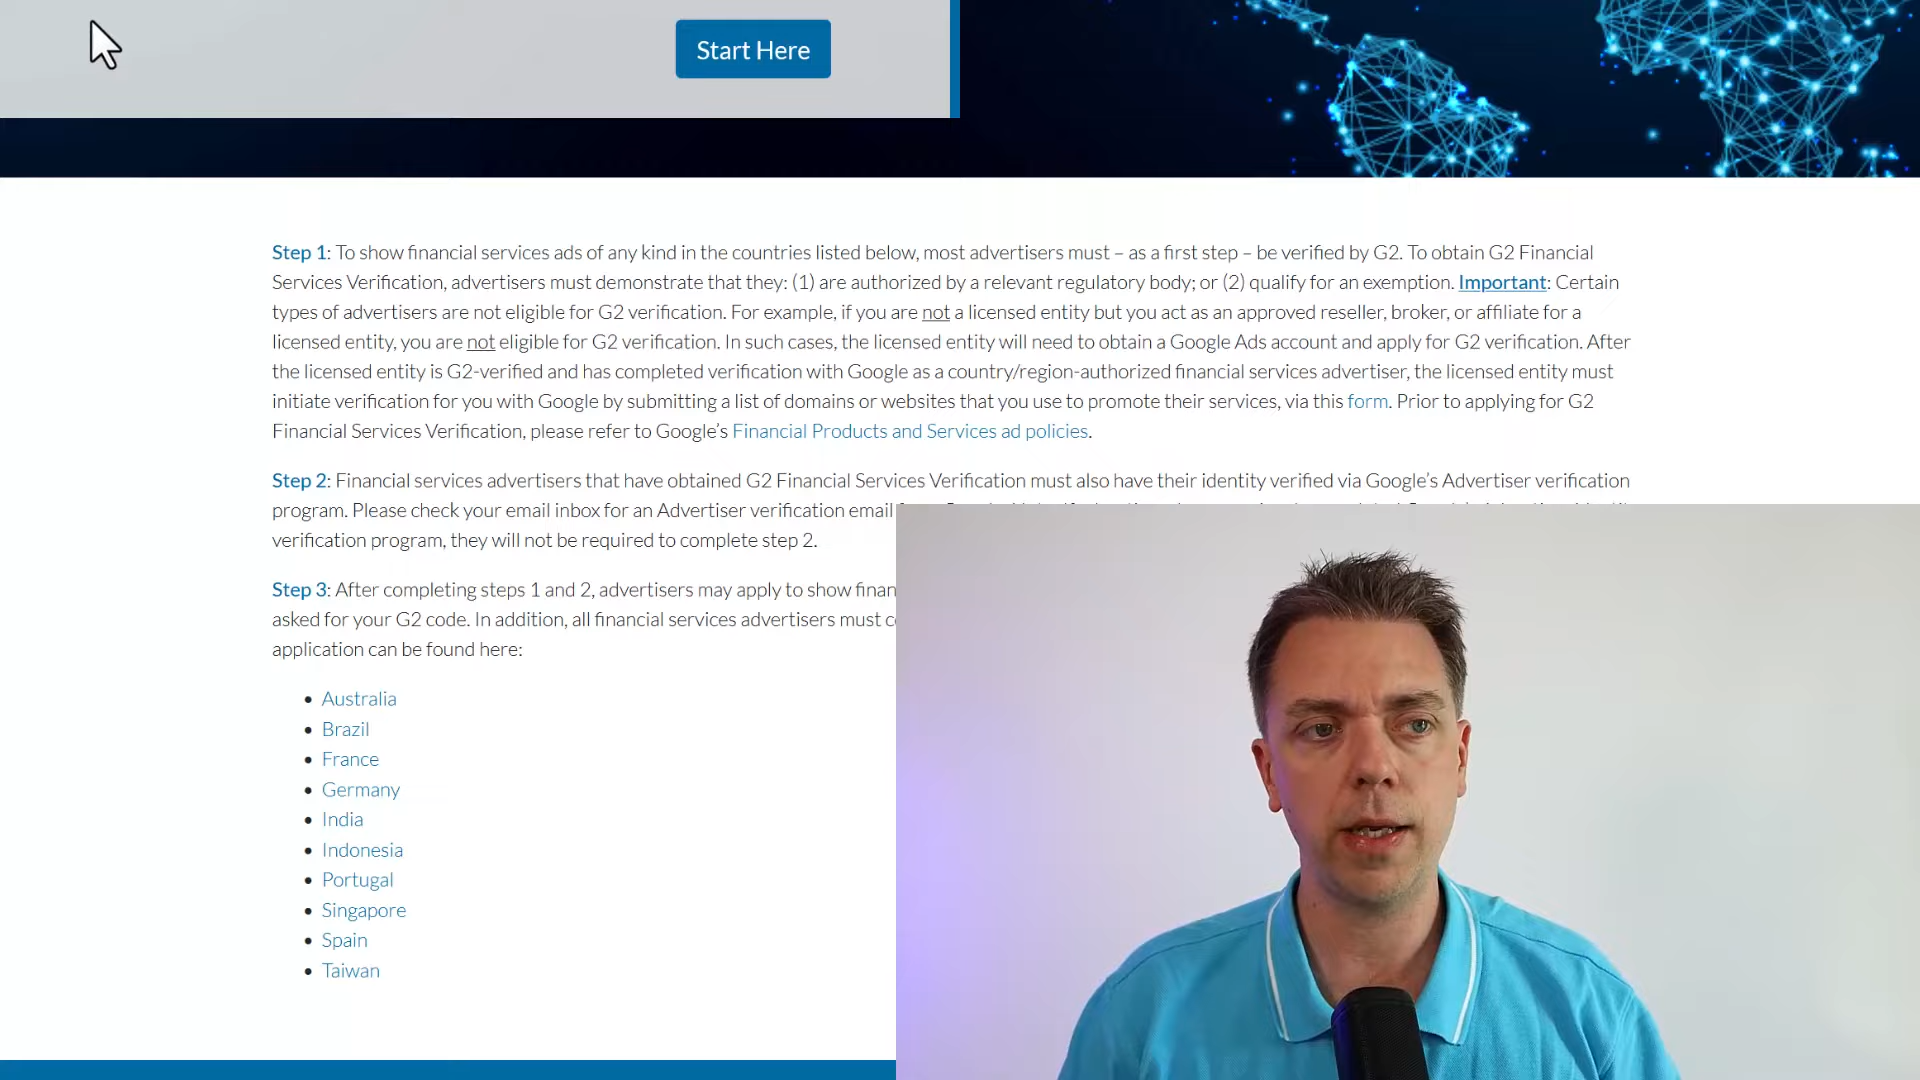 Start Here
Step 1: To show financial services ads of any kind in the countries listed below, most advertisers must – as a first step – be verified by G2. To obtain G2 Financial
Services Verification, advertisers must demonstrate that they: (1) are authorized by a relevant regulatory body; or (2) qualify for an exemption. Important: Certain
types of advertisers are not eligible for G2 verification. For example, if you are not a licensed entity but you act as an approved reseller, broker, or affiliate for a
licensed entity, you are not eligible for G2 verification. In such cases, the licensed entity will need to obtain a Google Ads account and apply for G2 verification. After
the licensed entity is G2-verified and has completed verification with Google as a country/region-authorized financial services advertiser, the licensed entity must
initiate verification for you with Google by submitting a list of domains or websites that you use to promote their services, via this form. Prior to applying for G2
Financial Services Verification, please refer to Google’s Financial Products and Services ad policies.
Step 2: Financial services advertisers that have obtained G2 Financial Services Verification must also have their identity verified via Google’s Advertiser verification
program. Please check your email inbox for an Advertiser verification email
verification program, they will not be required to complete step 2.
Step 3: After completing steps 1 and 2, advertisers may apply to show finan
asked for your G2 code. In addition, all financial services advertisers must c
application can be found here:
• Australia
• Brazil
• France
• Germany
• India
• Indonesia
• Portugal
• Singapore
• Spain
• Taiwan